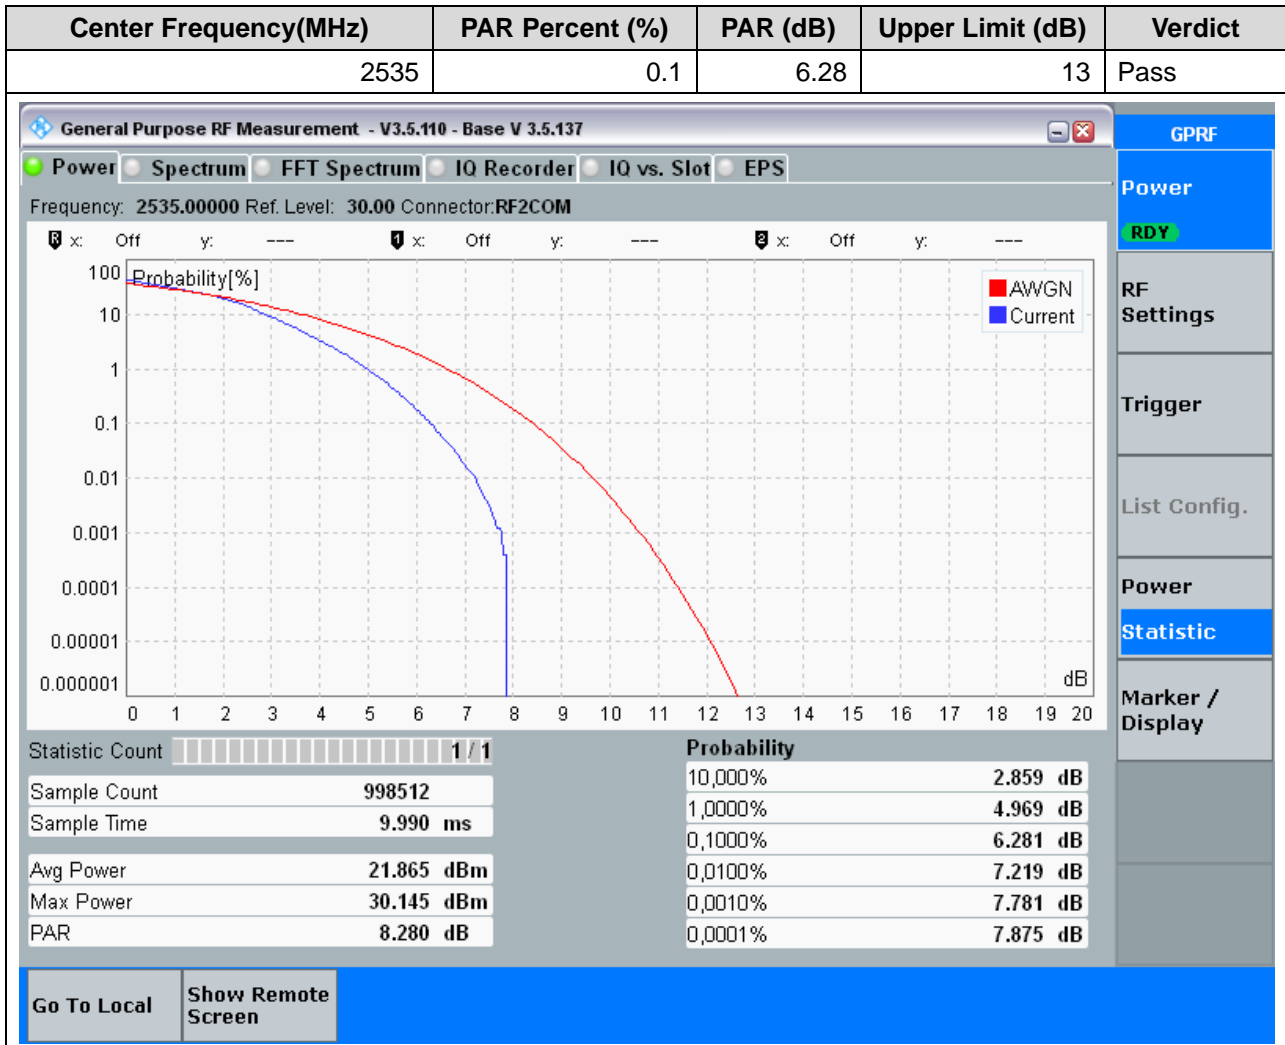 Center Frequency(MHz) PAR Percent (%) PAR (dB) Upper Limit (dB) Verdict
2535 0.1 6.28 13 Pass
General Purpose RF Measurement - V3.5.110 - Base V 3.5.137
GPRF
Power Spectrum FFT Spectrum IQ Recorder IQ vs. Slot EPS
Frequency: 2535.00000 Ref. Level: 30.00 Connector:RF2COM
R x: Off y: --- 1 x: Off y: --- 2 x: Off y: ---
Probability[%]
AWGN
Current
100
10
1
0.1
0.01
0.001
0.0001
0.00001
0.000001
dB
0 1 2 3 4 5 6 7 8 9 10 11 12 13 14 15 16 17 18 19 20
Statistic Count 1 / 1
Sample Count 998512
Sample Time 9.990 ms
Avg Power 21.865 dBm
Max Power 30.145 dBm
PAR 8.280 dB
Probability
10,000% 2.859 dB
1,0000% 4.969 dB
0,1000% 6.281 dB
0,0100% 7.219 dB
0,0010% 7.781 dB
0,0001% 7.875 dB
Power
RDY
RF
Settings
Trigger
List Config.
Power
Statistic
Marker /
Display
Go To Local
Show Remote
Screen